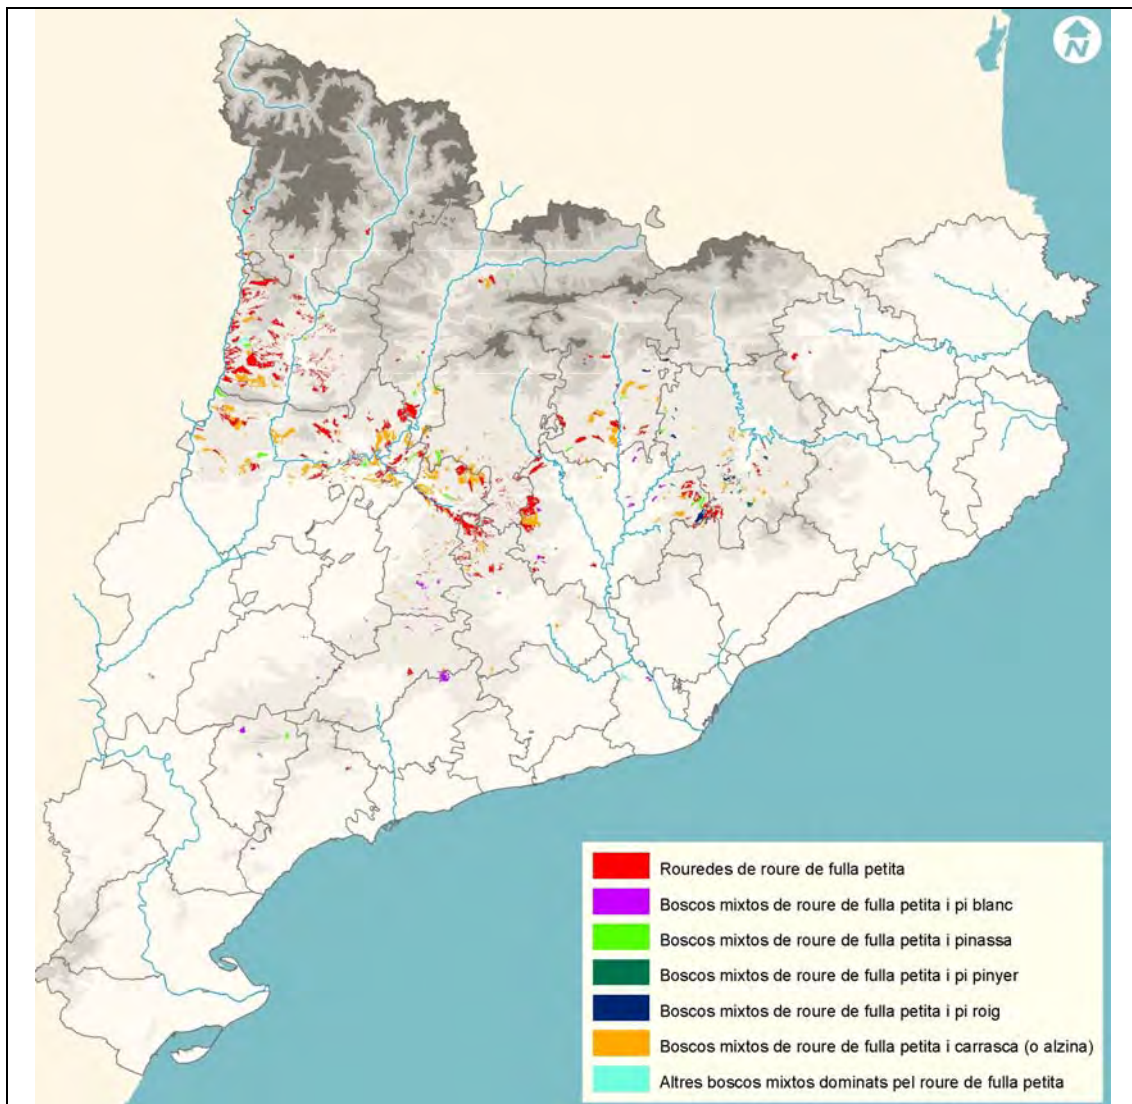 N
Rouredes de roure de fulla petita
Boscos mixtos de roure de fulla petita i pi blanc
Boscos mixtos de roure de fulla petita i pinassa
Boscos mixtos de roure de fulla petita i pi pinyer
Boscos mixtos de roure de fulla petita i pi roig
Boscos mixtos de roure de fulla petita i carrasca (o alzina)
Altres boscos mixtos dominats pel roure de fulla petita